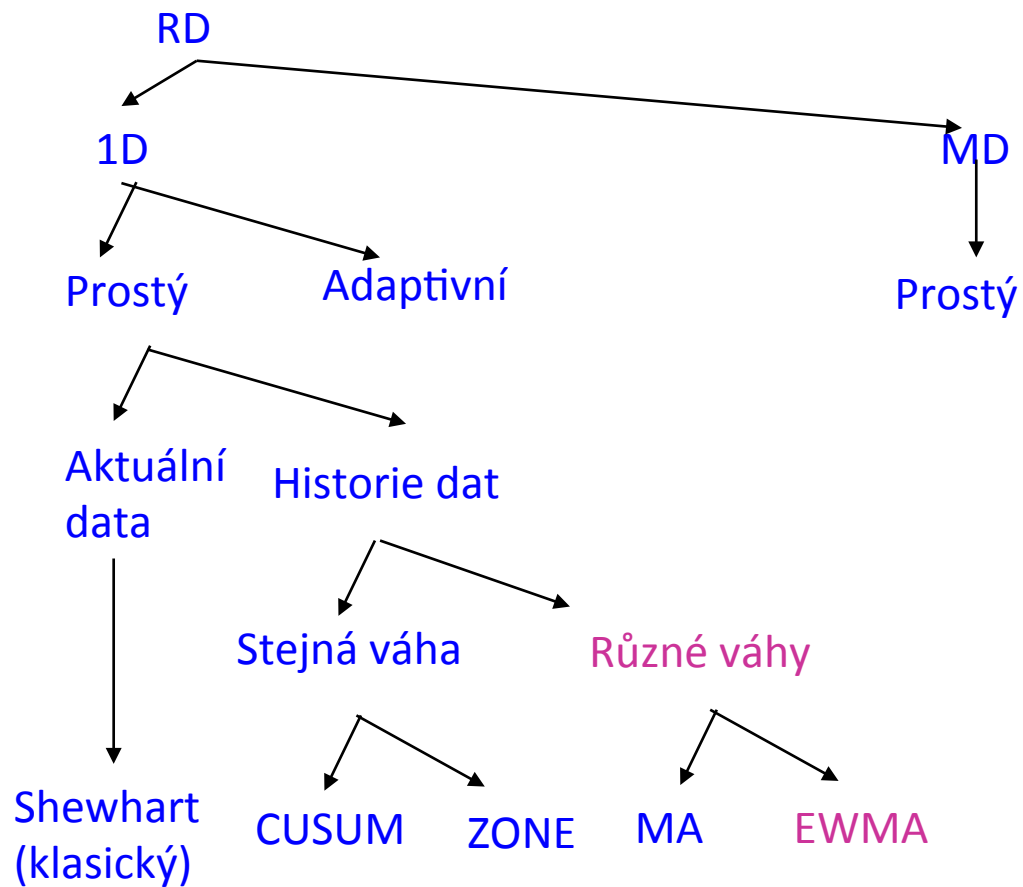 RD
1D
MD
Prostý
Adaptivní
Prostý
Aktuální
data
Historie dat
Stejná váha
Různé váhy
Shewhart
(klasický)
CUSUM
ZONE
MA
EWMA